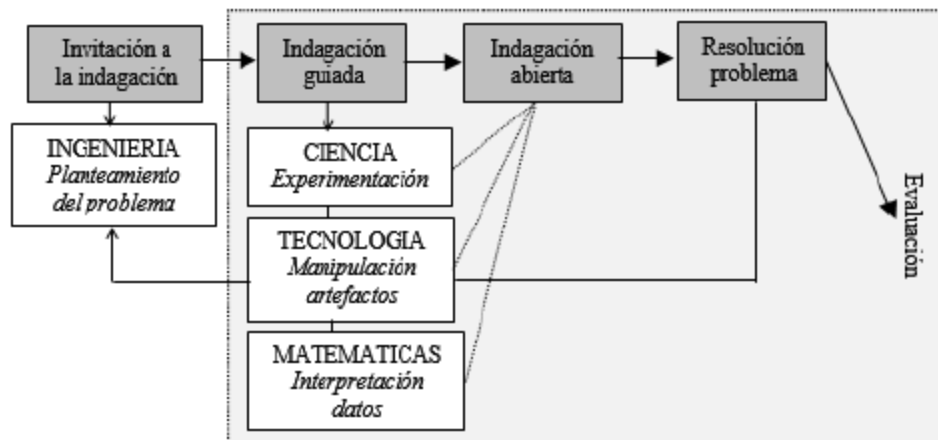 Invitación a
la indagación
Indagación
guiada
Indagación
abierta
Resolución
problema
INGENIERIA
Planteamiento
del problema
CIENCIA
Experimentación
TECNOLOGIA
Manipulación
artefactos
MATEMATICAS
Interpretación
datos
Evaluación